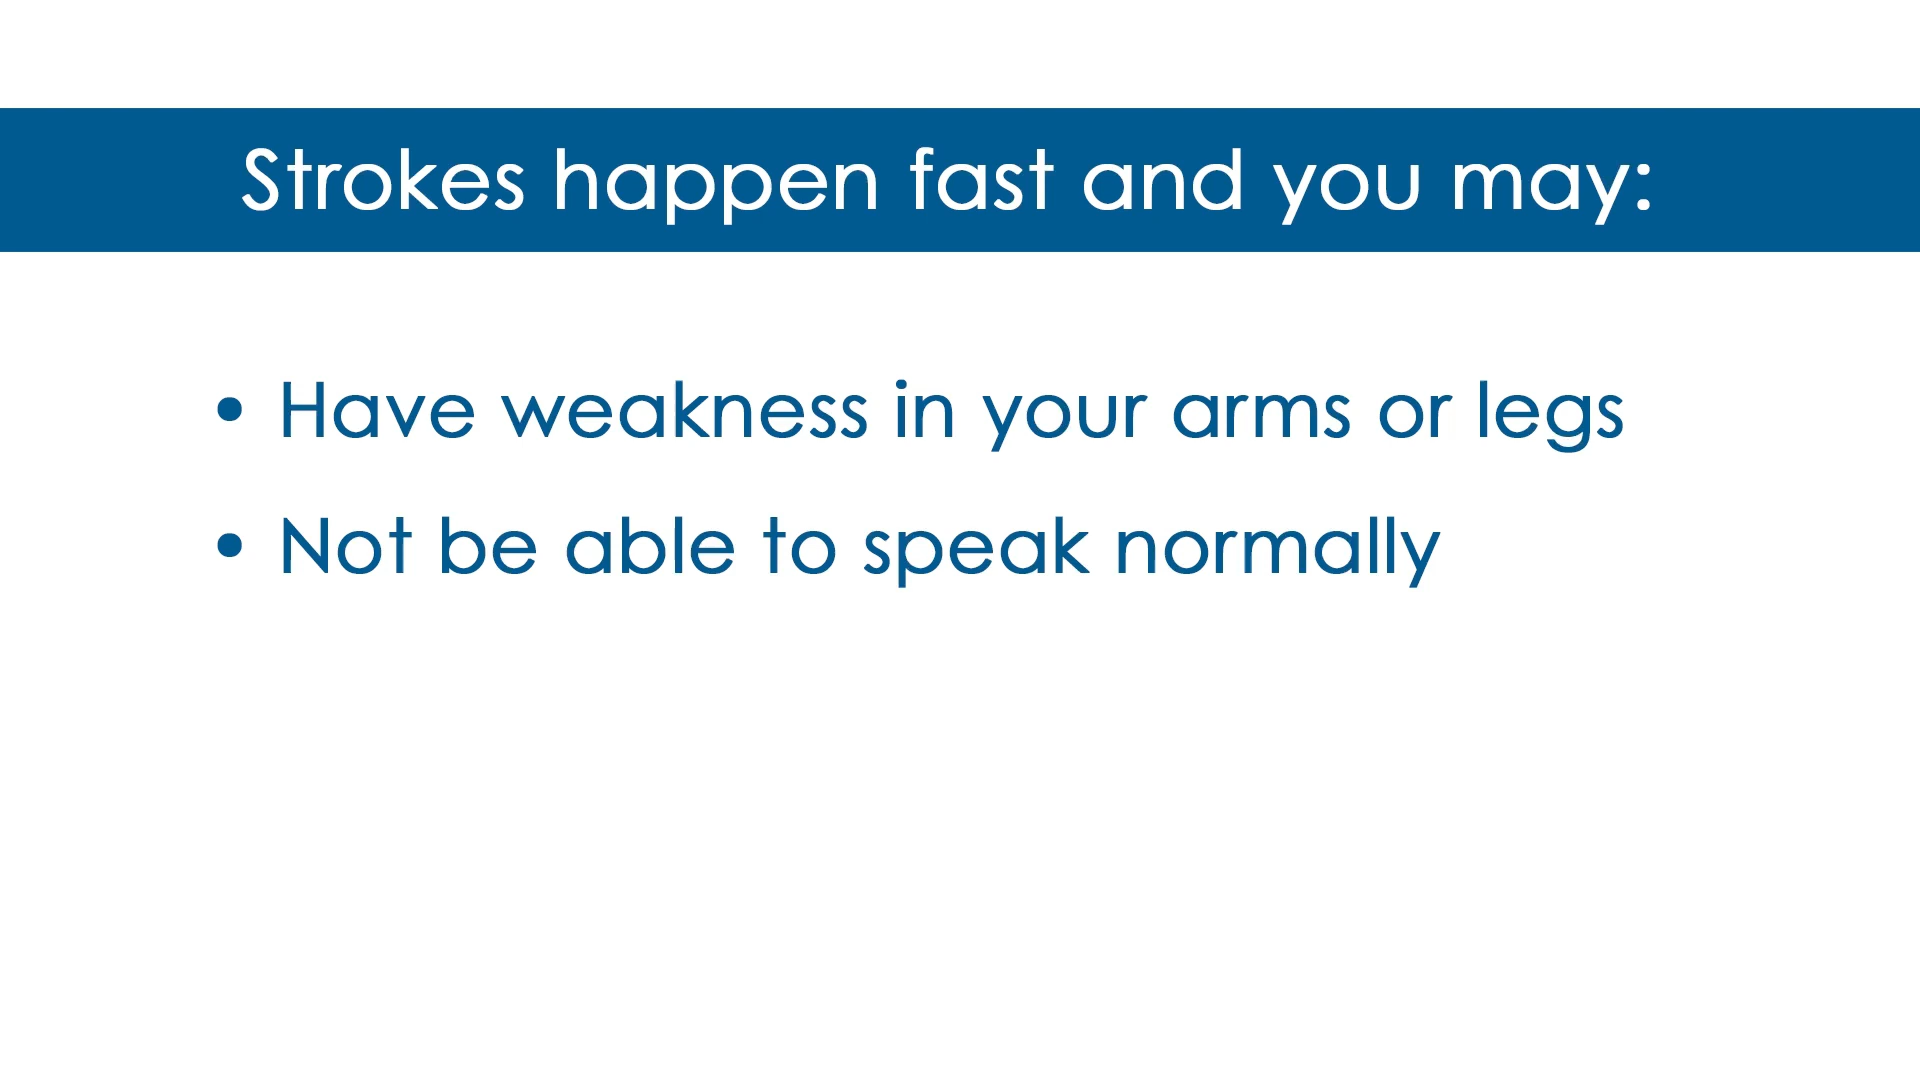 Strokes happen fast and you may:
• Have weakness in your arms or legs
• Not be able to speak normally